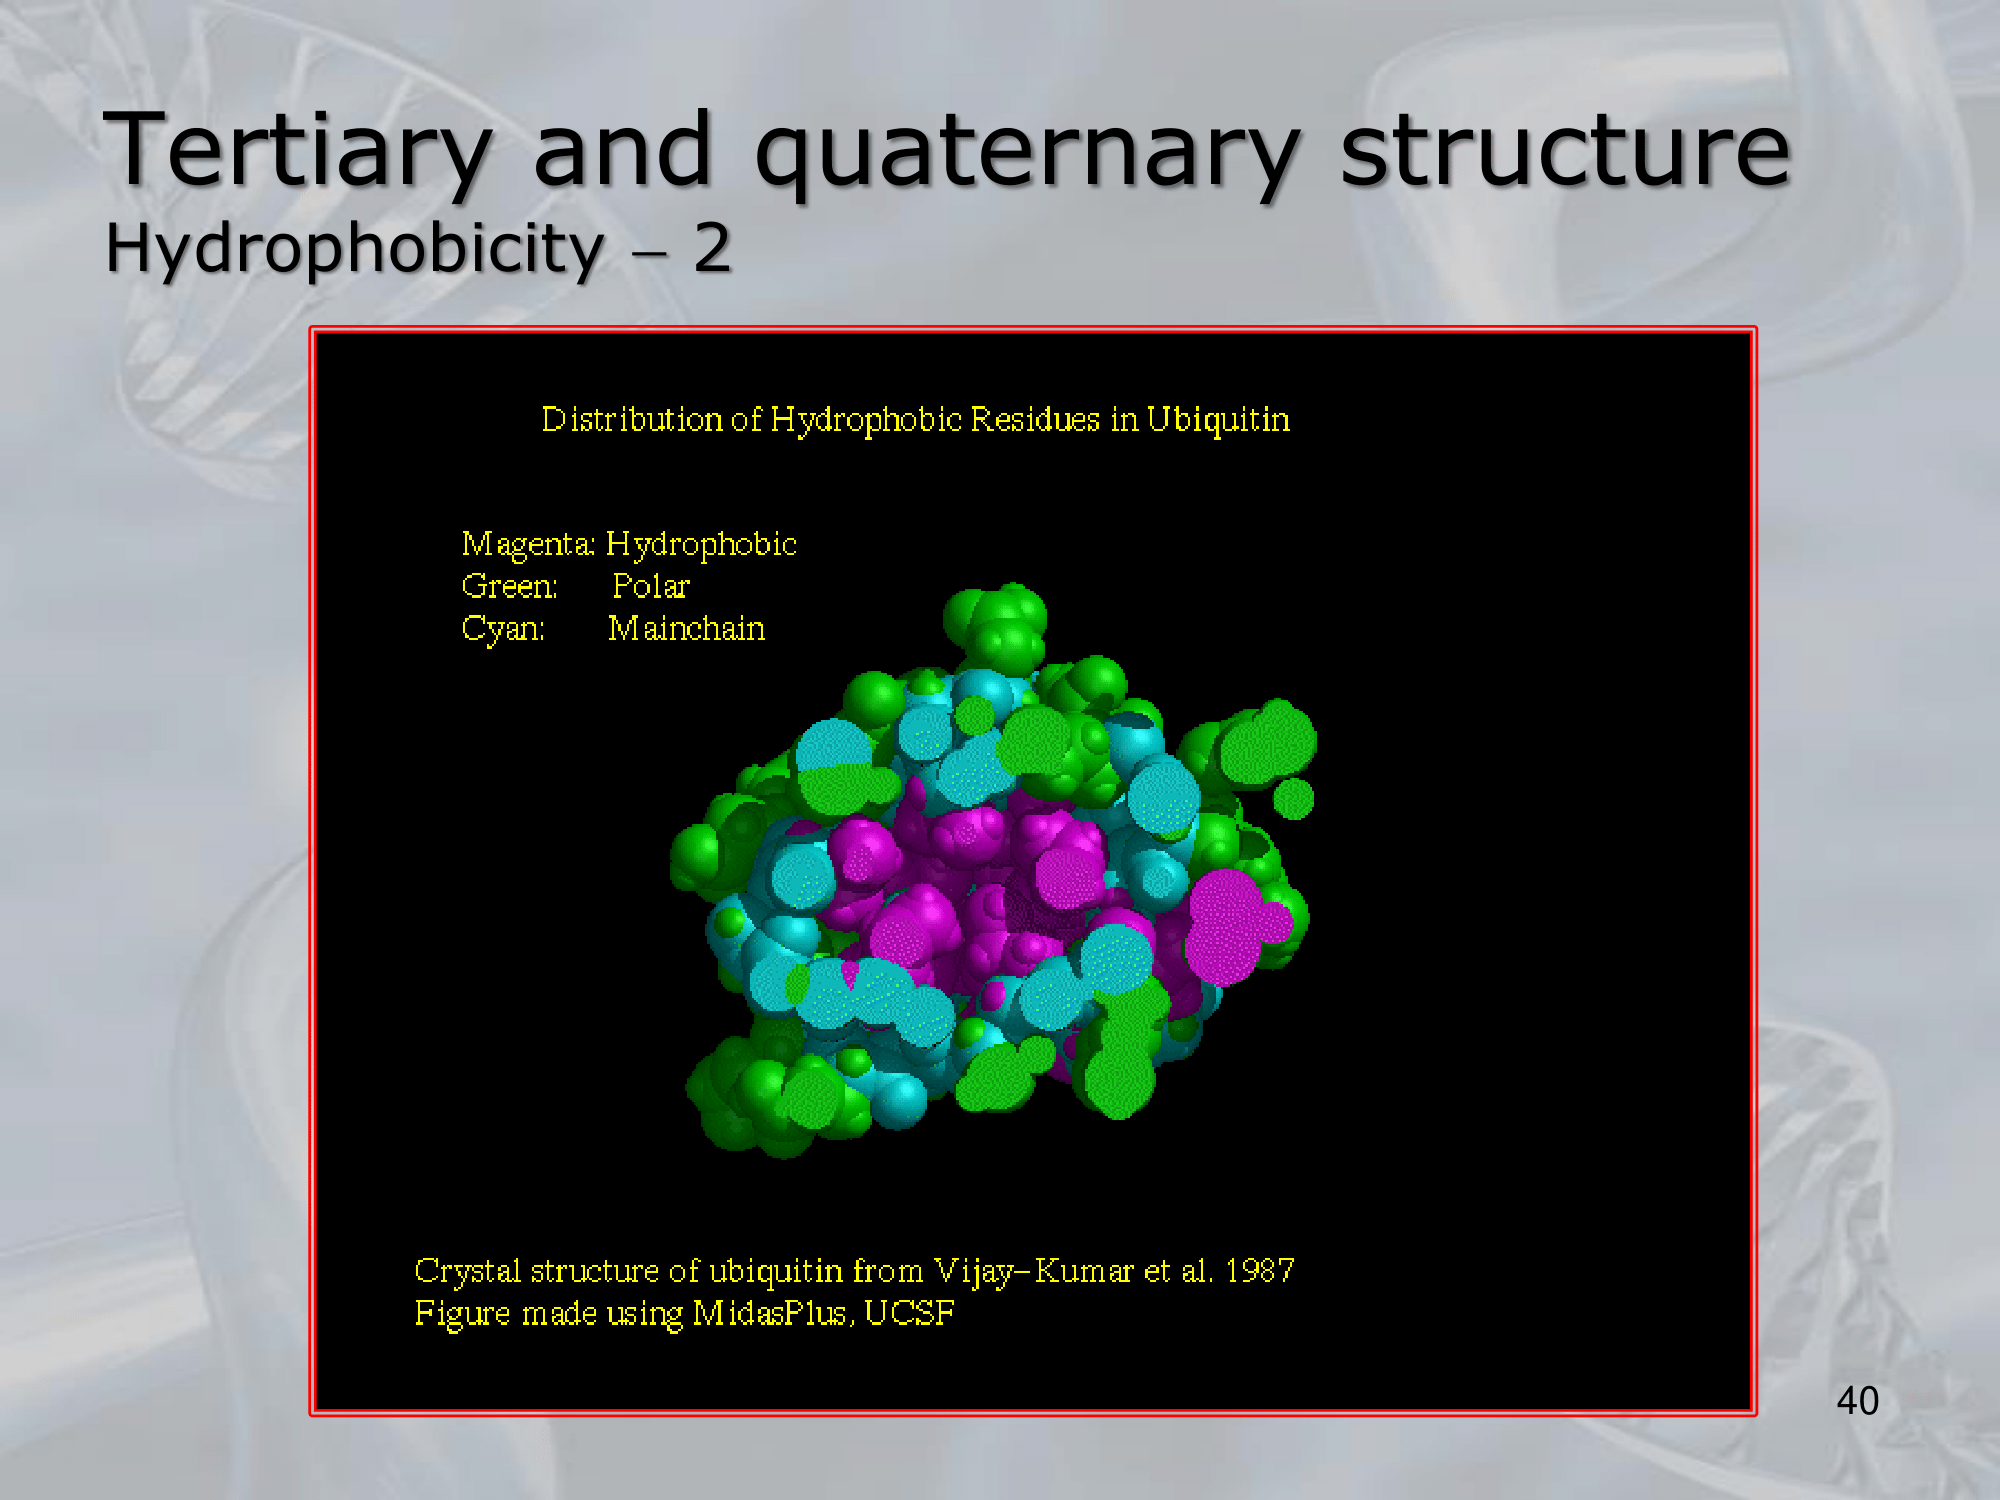 Tertiary and quaternary structure
Hydrophobicity – 2
Distribution of Hydrophobic Residues in Ubiquitin
Magenta: Hydrophobic
Green: Polar
Cyan: Mainchain
Crystal structure of ubiquitin from Vijay-Kumar et al. 1987
Figure made using MidasPlus, UCSF
40